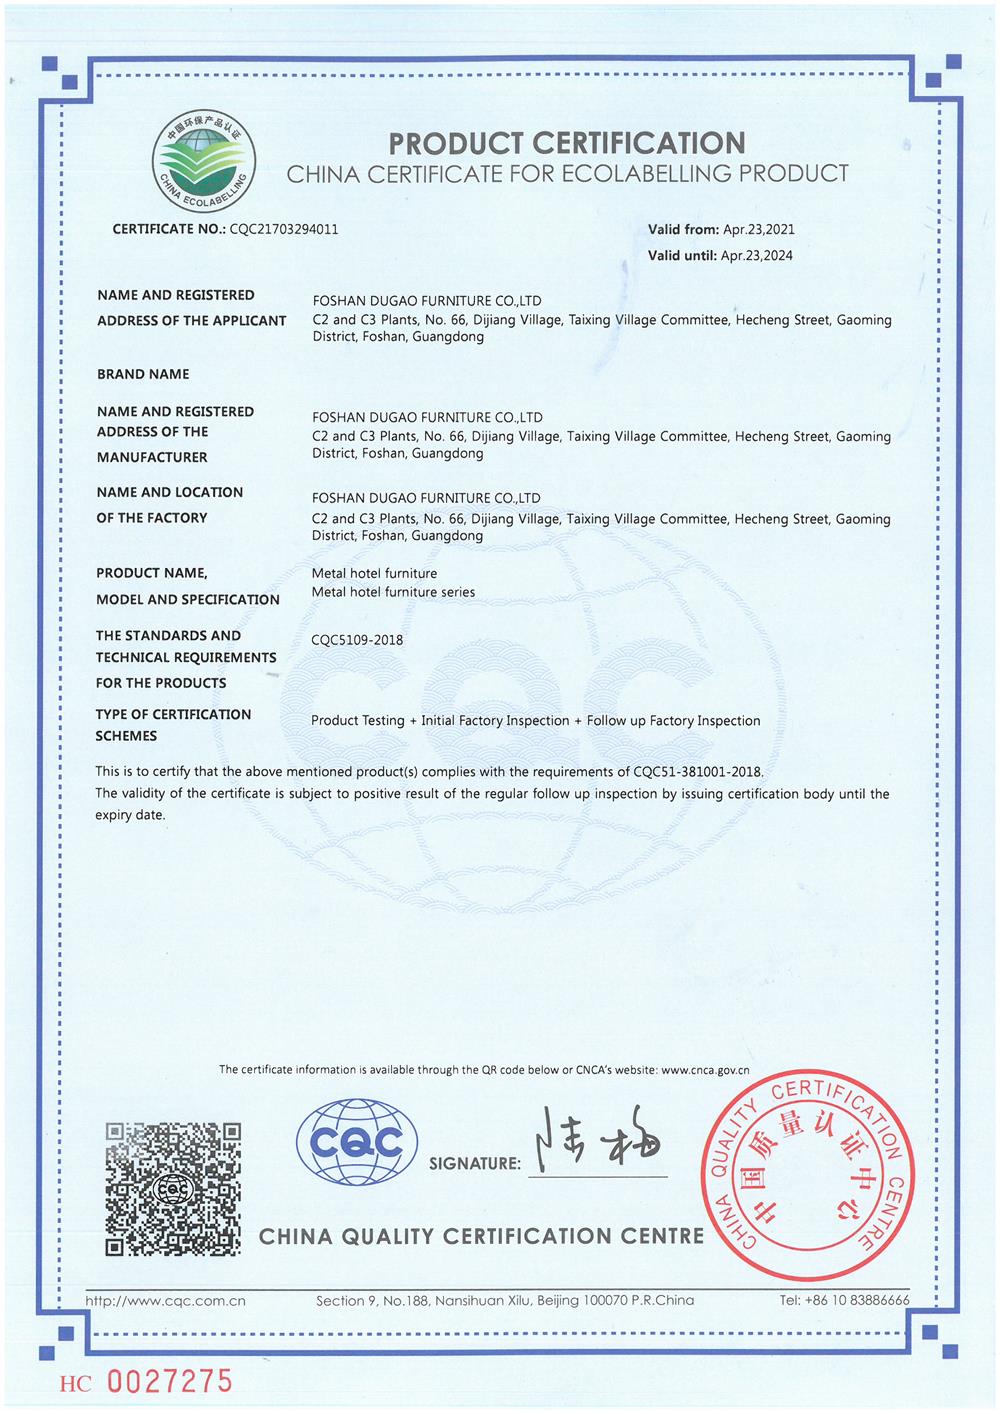 中国环保产品认证
CHINA ECOLABELLING
PRODUCT CERTIFICATION
CHINA CERTIFICATE FOR ECOLABELLING PRODUCT
CERTIFICATE NO.: CQC21703294011
Valid from: Apr.23,2021
Valid until: Apr.23,2024
NAME AND REGISTERED
ADDRESS OF THE APPLICANT
FOSHAN DUGAO FURNITURE CO.,LTD
C2 and C3 Plants, No. 66, Dijiang Village, Taixing Village Committee, Hecheng Street, Gaoming
District, Foshan, Guangdong
BRAND NAME
NAME AND REGISTERED
ADDRESS OF THE
MANUFACTURER
FOSHAN DUGAO FURNITURE CO.,LTD
C2 and C3 Plants, No. 66, Dijiang Village, Taixing Village Committee, Hecheng Street, Gaoming
District, Foshan, Guangdong
NAME AND LOCATION
OF THE FACTORY
FOSHAN DUGAO FURNITURE CO.,LTD
C2 and C3 Plants, No. 66, Dijiang Village, Taixing Village Committee, Hecheng Street, Gaoming
District, Foshan, Guangdong
PRODUCT NAME,
MODEL AND SPECIFICATION
Metal hotel furniture
Metal hotel furniture series
THE STANDARDS AND
TECHNICAL REQUIREMENTS
FOR THE PRODUCTS
CQC5109-2018
TYPE OF CERTIFICATION
SCHEMES
Product Testing + Initial Factory Inspection + Follow up Factory Inspection
CQC
This is to certify that the above mentioned product(s) complies with the requirements of CQC51-381001-2018.
The validity of the certificate is subject to positive result of the regular follow up inspection by issuing certification body until the
expiry date.
The certificate information is available through the QR code below or CNCA's website: www.cnca.gov.cn
CQC
CQC
SIGNATURE:
CHINA QUALITY CERTIFICATION CENTRE
CHINA QUALITY CERTIFICATION CENTRE
中国质量认证中心
http://www.cqc.com.cn
Section 9, No.188, Nansihuan Xilu, Beijing 100070 P.R.China
Tel: +86 10 83886666
HC 0027275